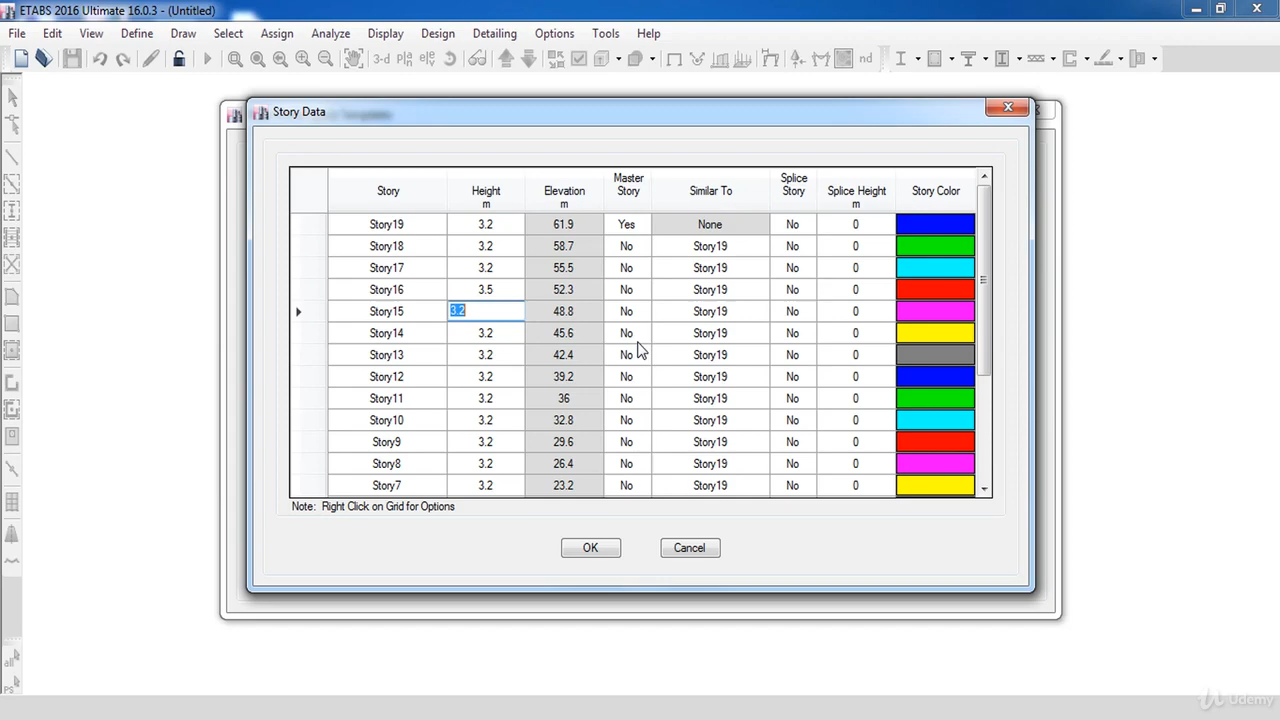 ETABS 2016 Ultimate 16.0.3 - (Untitled)
File Edit View Define Draw Select Assign Analyze Display Design Detailing Options Tools Help
3-d nd
Story Data
Story Height m Elevation m Master Story Similar To Splice Story Splice Height m Story Color
Story19 3.2 61.9 Yes None No 0
Story18 3.2 58.7 No Story19 No 0
Story17 3.2 55.5 No Story19 No 0
Story16 3.5 52.3 No Story19 No 0
Story15 3.2 48.8 No Story19 No 0
Story14 3.2 45.6 No Story19 No 0
Story13 3.2 42.4 No Story19 No 0
Story12 3.2 39.2 No Story19 No 0
Story11 3.2 36 No Story19 No 0
Story10 3.2 32.8 No Story19 No 0
Story9 3.2 29.6 No Story19 No 0
Story8 3.2 26.4 No Story19 No 0
Story7 3.2 23.2 No Story19 No 0
Note: Right Click on Grid for Options
OK Cancel
all
PS
Udemy